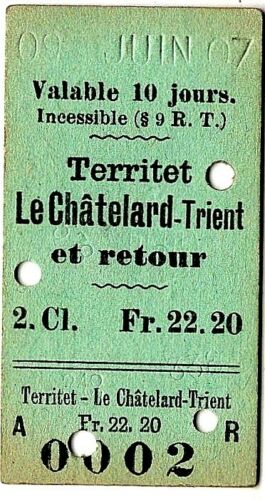 09 JUIN 07
Valable 10 jours.
Incessible (§ 9 R. T.)
Territet
Le Châtelard-Trient
et retour
2. Cl. Fr. 22. 20
Territet - Le Châtelard-Trient
Fr. 22. 20
A R
0002